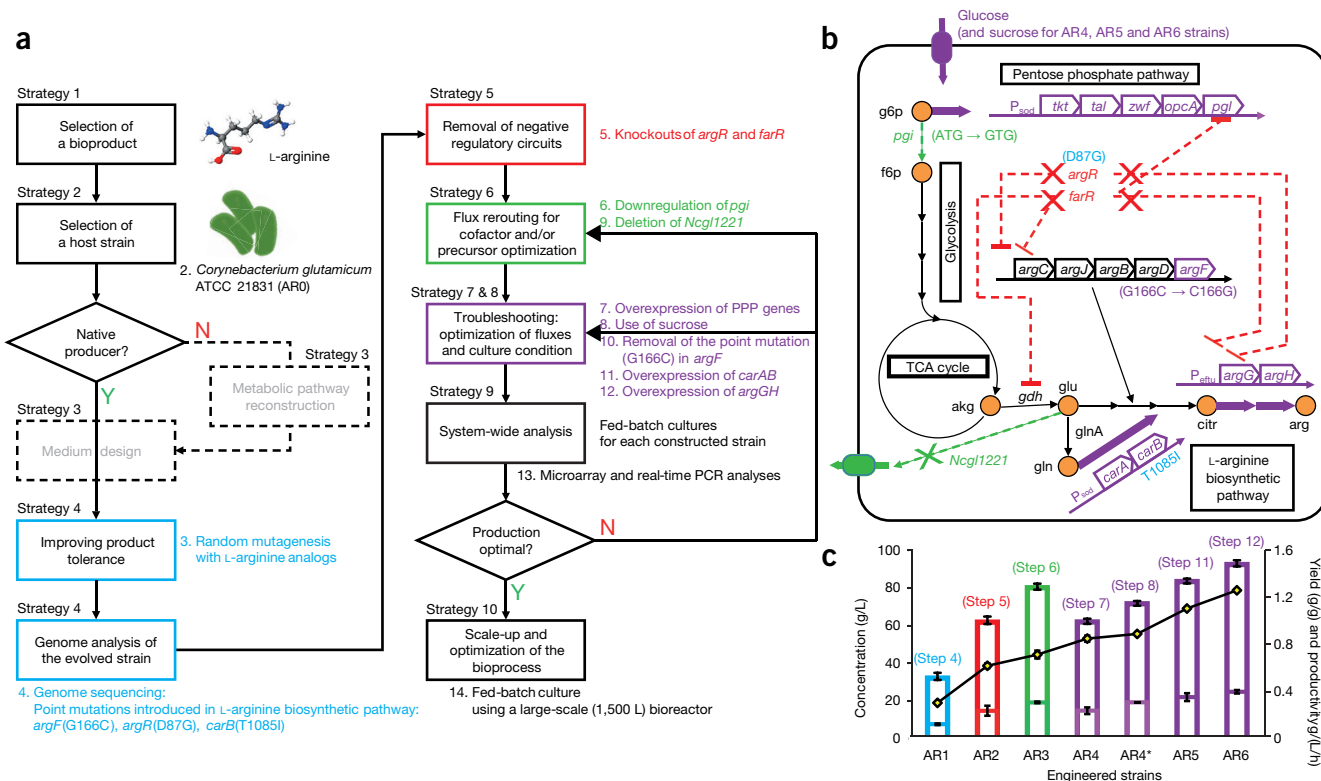 a
Strategy 1
Selection of
a bioproduct
L-arginine
Strategy 2
Selection of
a host strain
2. Corynebacterium glutamicum
ATCC 21831 (AR0)
Native
producer?
N
Y
Strategy 3
Metabolic pathway
reconstruction
Strategy 3
Medium design
Strategy 4
Improving product
tolerance
3. Random mutagenesis
with L-arginine analogs
Strategy 4
Genome analysis of
the evolved strain
4. Genome sequencing:
Point mutations introduced in L-arginine biosynthetic pathway:
argF(G166C), argR(D87G), carB(T1085I)
Strategy 5
Removal of negative
regulatory circuits
5. Knockouts of argR and farR
Strategy 6
Flux rerouting for
cofactor and/or
precursor optimization
6. Downregulation of pgi
9. Deletion of Ncgl1221
Strategy 7 & 8
Troubleshooting:
optimization of fluxes
and culture condition
7. Overexpression of PPP genes
8. Use of sucrose
10. Removal of the point mutation
(G166C) in argF
11. Overexpression of carAB
12. Overexpression of argGH
Strategy 9
System-wide analysis
Fed-batch cultures
for each constructed strain
13. Microarray and real-time PCR analyses
Production
optimal?
N
Y
Strategy 10
Scale-up and
optimization of the
bioprocess
14. Fed-batch culture
using a large-scale (1,500 L) bioreactor
b
Glucose
(and sucrose for AR4, AR5 and AR6 strains)
Pentose phosphate pathway
g6p
Psod tkt tal zwf opcA pgl
pgi (ATG → GTG)
f6p
(D87G)
argR
farR
Glycolysis
argC argJ argB argD argF
(G166C → C166G)
TCA cycle
Peftu argG argH
gdh
glu
akg
citr
arg
glnA
gln
Psod carA carB
T1085I
Ncgl1221
L-arginine
biosynthetic
pathway
c
Concentration (g/L)
100
80
60
40
20
0
(Step 4)
(Step 5)
(Step 6)
(Step 7)
(Step 8)
(Step 11)
(Step 12)
1.6
1.2
0.8
0.4
0
Yield (g/g) and productivityg/(L/h)
AR1 AR2 AR3 AR4 AR4* AR5 AR6
Engineered strains